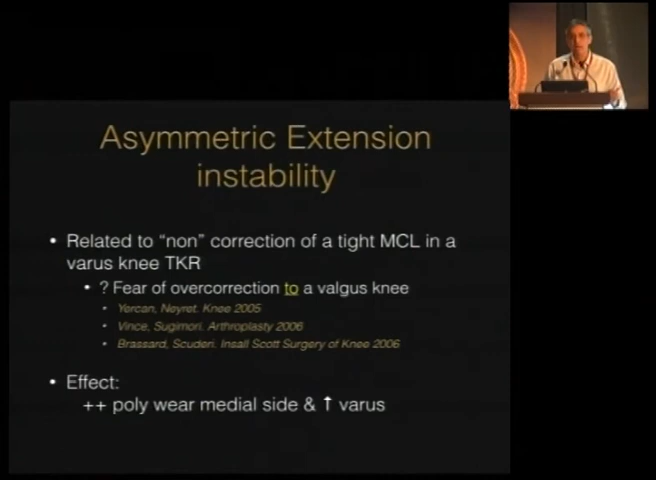 Asymmetric Extension
instability
• Related to “non” correction of a tight MCL in a
varus knee TKR
• ? Fear of overcorrection to a valgus knee
• Yercan, Neyret. Knee 2005
• Vince, Sugimori. Arthroplasty 2006
• Brassard, Scuderi. Insall Scott Surgery of Knee 2006
• Effect:
++ poly wear medial side & ↑ varus